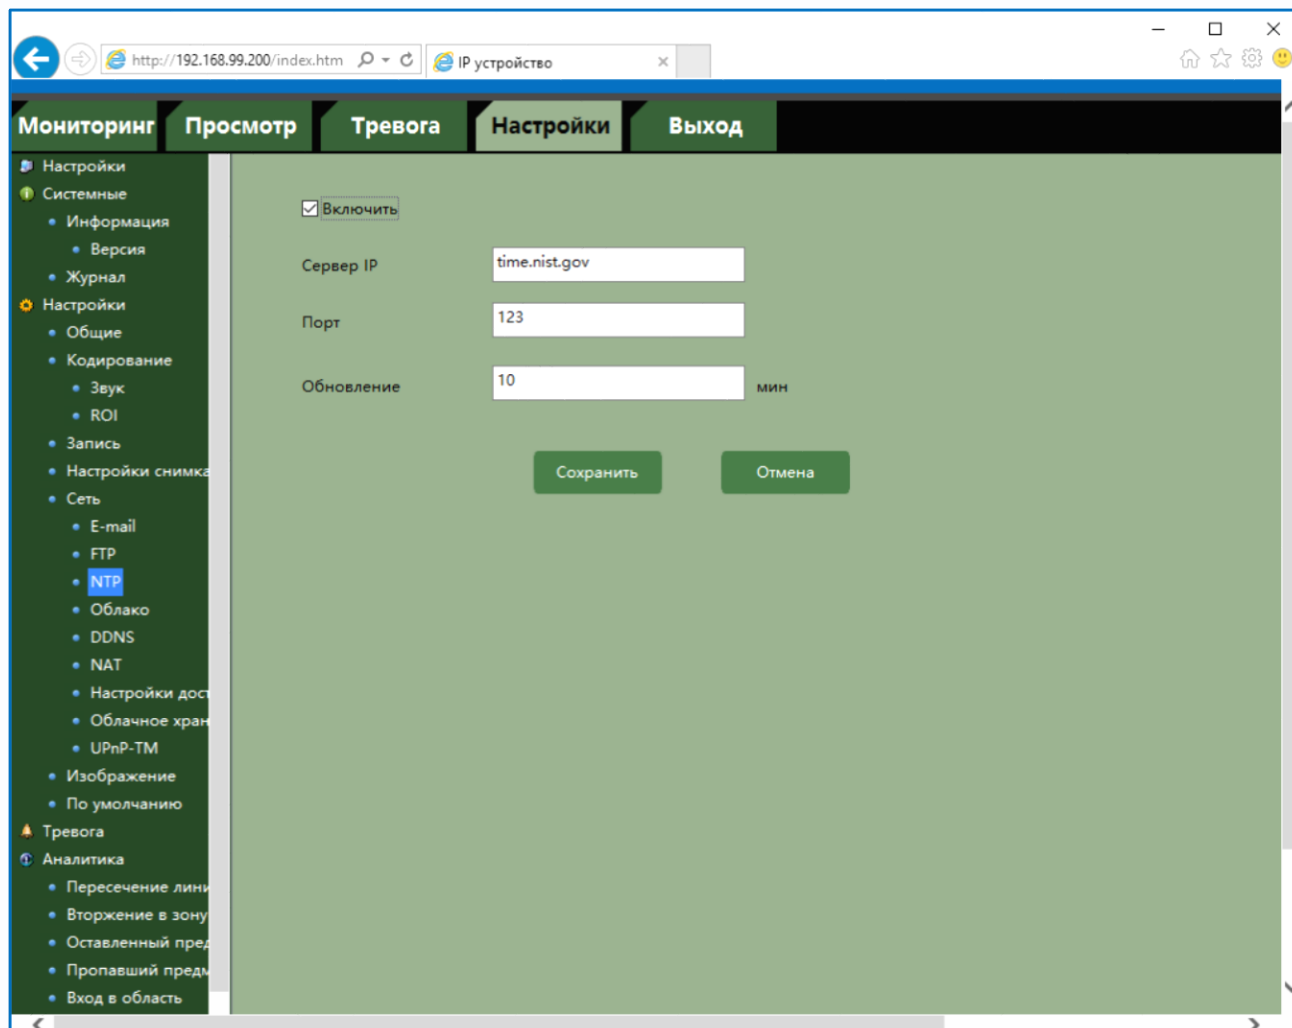 http://192.168.99.200/index.htm
IP устройство
Мониторинг Просмотр Тревога Настройки Выход
Настройки
Системные
Информация
Версия
Журнал
Настройки
Общие
Кодирование
Звук
ROI
Запись
Настройки снимка
Сеть
E-mail
FTP
NTP
Облако
DDNS
NAT
Настройки дост
Облачное хран
UPnP-TM
Изображение
По умолчанию
Тревога
Аналитика
Пересечение лини
Вторжение в зону
Оставленный пред
Пропавший предм
Вход в область
Включить
Сервер IP time.nist.gov
Порт 123
Обновление 10 мин
Сохранить Отмена